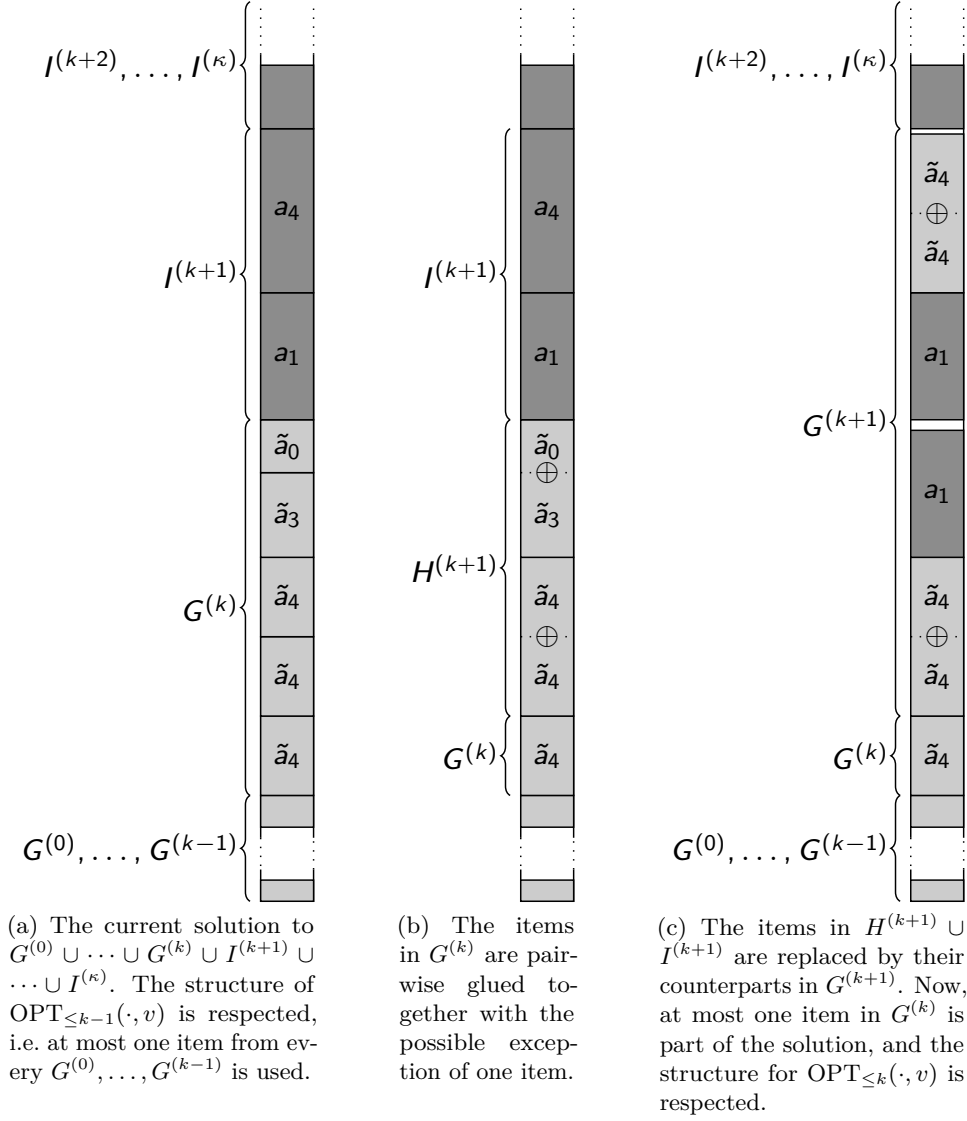 I^{(k+2)}, …, I^{(κ)}
a_4
I^{(k+1)}
a_1
ã_0
ã_3
G^{(k)}
ã_4
ã_4
ã_4
G^{(0)}, …, G^{(k−1)}
(a) The current solution to
G^{(0)} ∪ ⋯ ∪ G^{(k)} ∪ I^{(k+1)} ∪
⋯ ∪ I^{(κ)}. The structure of
OPT_{≤k−1}(·, v) is respected,
i.e. at most one item from ev-
ery G^{(0)}, …, G^{(k−1)} is used.
a_4
I^{(k+1)}
a_1
ã_0
⊕
ã_3
H^{(k+1)}
ã_4
⊕
ã_4
G^{(k)}
ã_4
(b) The items
in G^{(k)} are pair-
wise glued to-
gether with the
possible excep-
tion of one item.
I^{(k+2)}, …, I^{(κ)}
ã_4
⊕
ã_4
a_1
G^{(k+1)}
a_1
ã_4
⊕
ã_4
G^{(k)}
ã_4
G^{(0)}, …, G^{(k−1)}
(c) The items in H^{(k+1)} ∪
I^{(k+1)} are replaced by their
counterparts in G^{(k+1)}. Now,
at most one item in G^{(k)} is
part of the solution, and the
structure for OPT_{≤k}(·, v) is
respected.